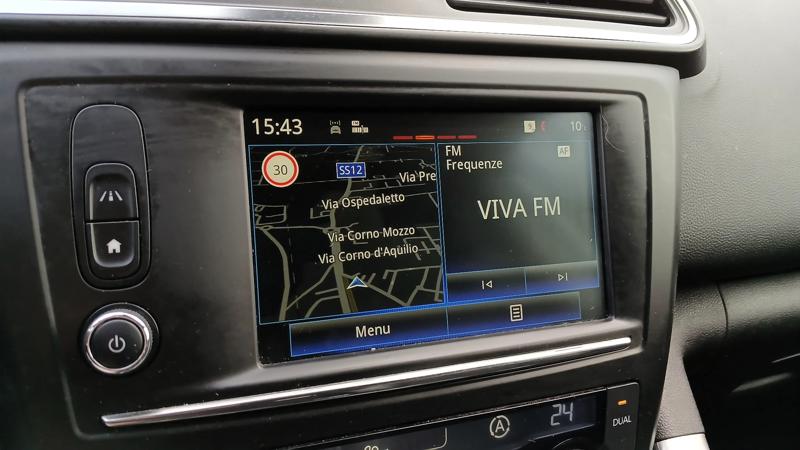 15:43
10
30
SS12
Via Pre
Via Ospedaletto
Via Corno Mozzo
Via Corno d'Aquilio
FM
Frequenze
AF
VIVA FM
Menu
A
24
DUAL